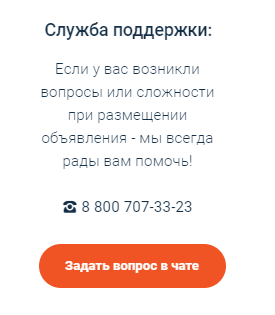 Служба поддержки:
Если у вас возникли
вопросы или сложности
при размещении
объявления - мы всегда
рады вам помочь!
8 800 707-33-23
Задать вопрос в чате